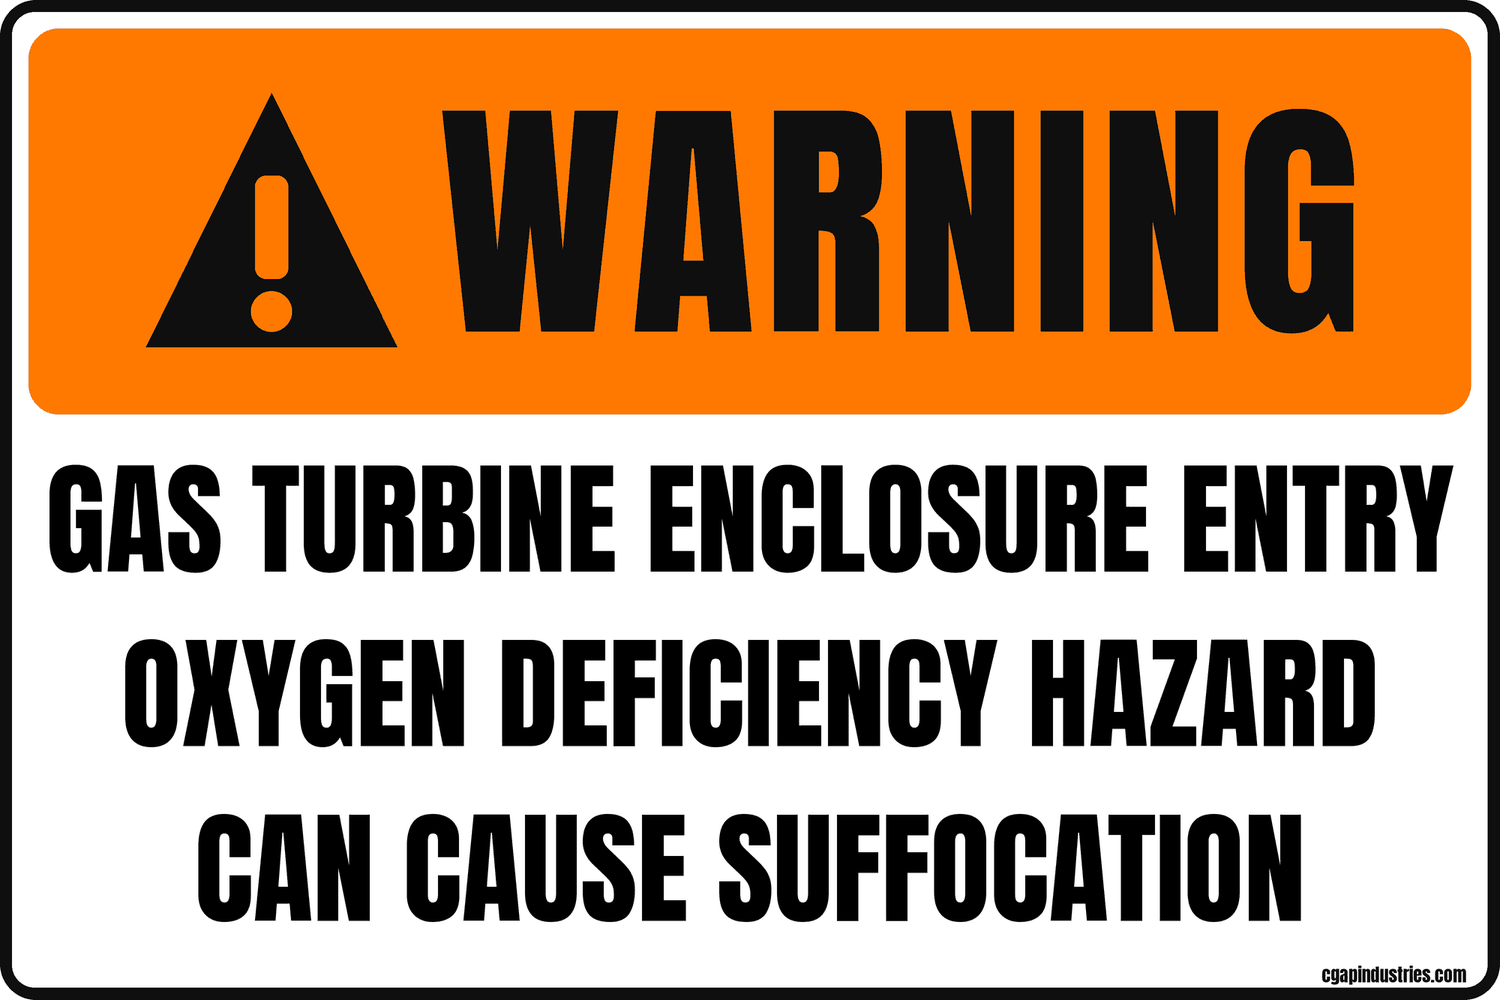 WARNING
GAS TURBINE ENCLOSURE ENTRY
OXYGEN DEFICIENCY HAZARD
CAN CAUSE SUFFOCATION
cgapindustries.com